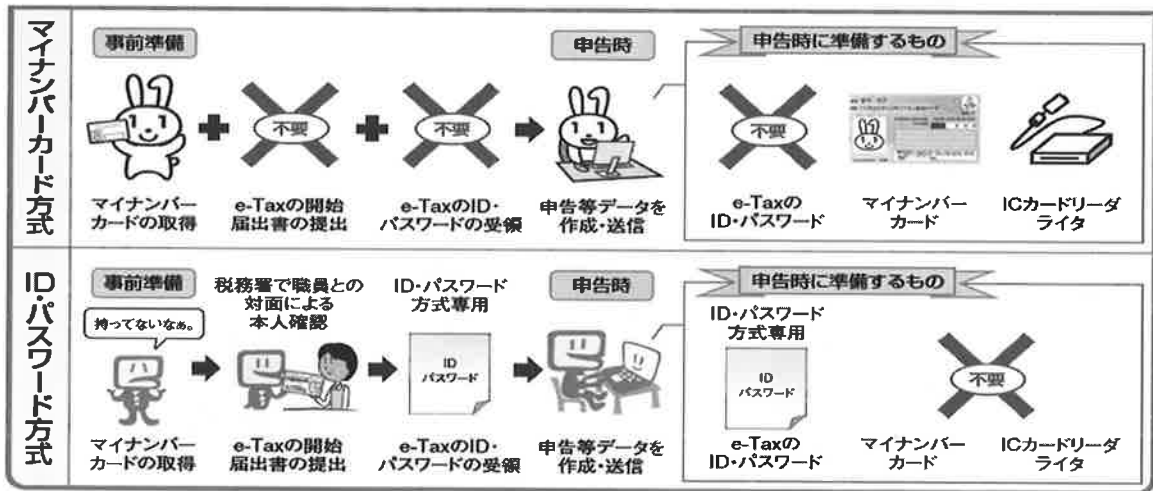 マイナンバーカード方式
事前準備
申告時
申告時に準備するもの
不要
不要
不要
マイナンバー
カードの取得
e-Taxの開始
届出書の提出
e-TaxのID・
パスワードの受領
申告等データを
作成・送信
e-Taxの
ID・パスワード
マイナンバー
カード
ICカードリーダ
ライタ
ID・パスワード方式
事前準備
税務署で職員との
対面による
本人確認
ID・パスワード
方式専用
申告時
申告時に準備するもの
持ってないなぁ。
ID
パスワード
ID・パスワード
方式専用
ID
パスワード
不要
マイナンバー
カードの取得
e-Taxの開始
届出書の提出
e-TaxのID・
パスワードの受領
申告等データを
作成・送信
e-Taxの
ID・パスワード
マイナンバー
カード
ICカードリーダ
ライタ